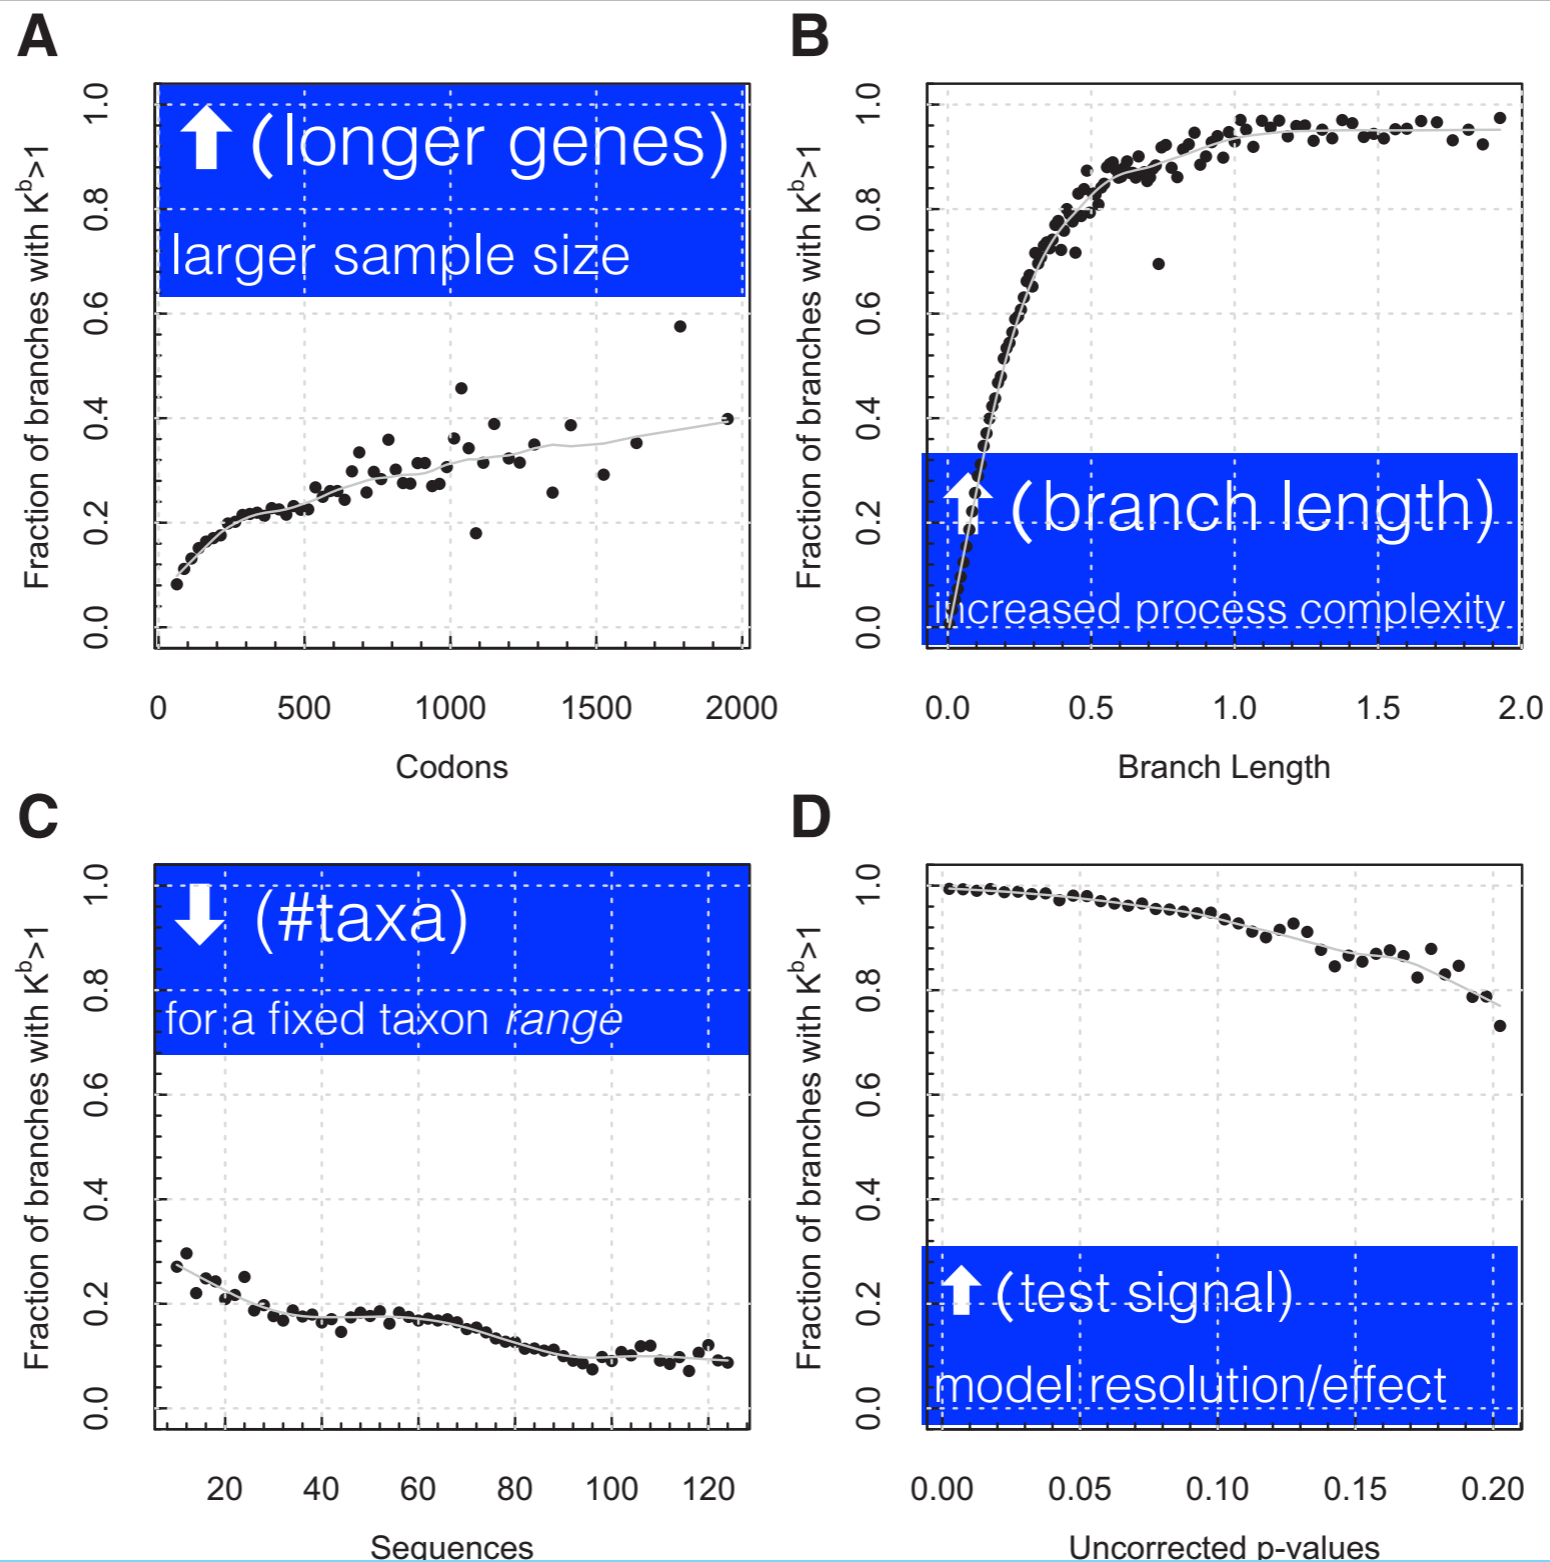 A
Fraction of branches with Kᵇ>1
1.0
0.8
0.6
0.4
0.2
0.0
(longer genes)
larger sample size
0 500 1000 1500 2000
Codons
B
Fraction of branches with Kᵇ>1
1.0
0.8
0.6
0.4
0.2
0.0
(branch length)
increased process complexity
0.0 0.5 1.0 1.5 2.0
Branch Length
C
Fraction of branches with Kᵇ>1
1.0
0.8
0.6
0.4
0.2
0.0
(#taxa)
for a fixed taxon range
20 40 60 80 100 120
Sequences
D
Fraction of branches with Kᵇ>1
1.0
0.8
0.6
0.4
0.2
0.0
(test signal)
model resolution/effect
0.00 0.05 0.10 0.15 0.20
Uncorrected p-values